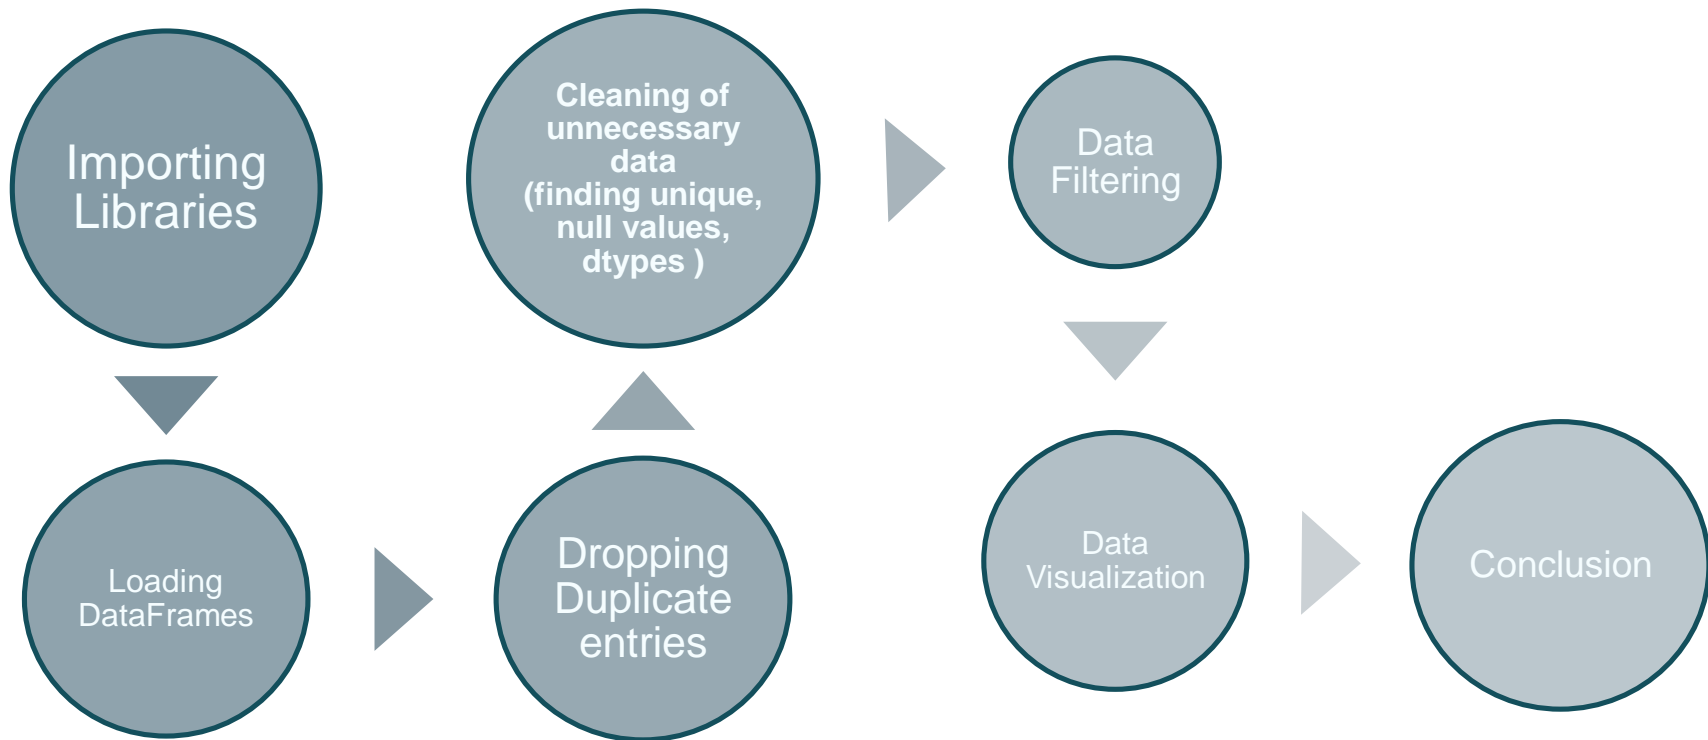 Importing
Libraries
Loading
DataFrames
Dropping
Duplicate
entries
Cleaning of
unnecessary
data
(finding unique,
null values,
dtypes )
Data
Filtering
Data
Visualization
Conclusion